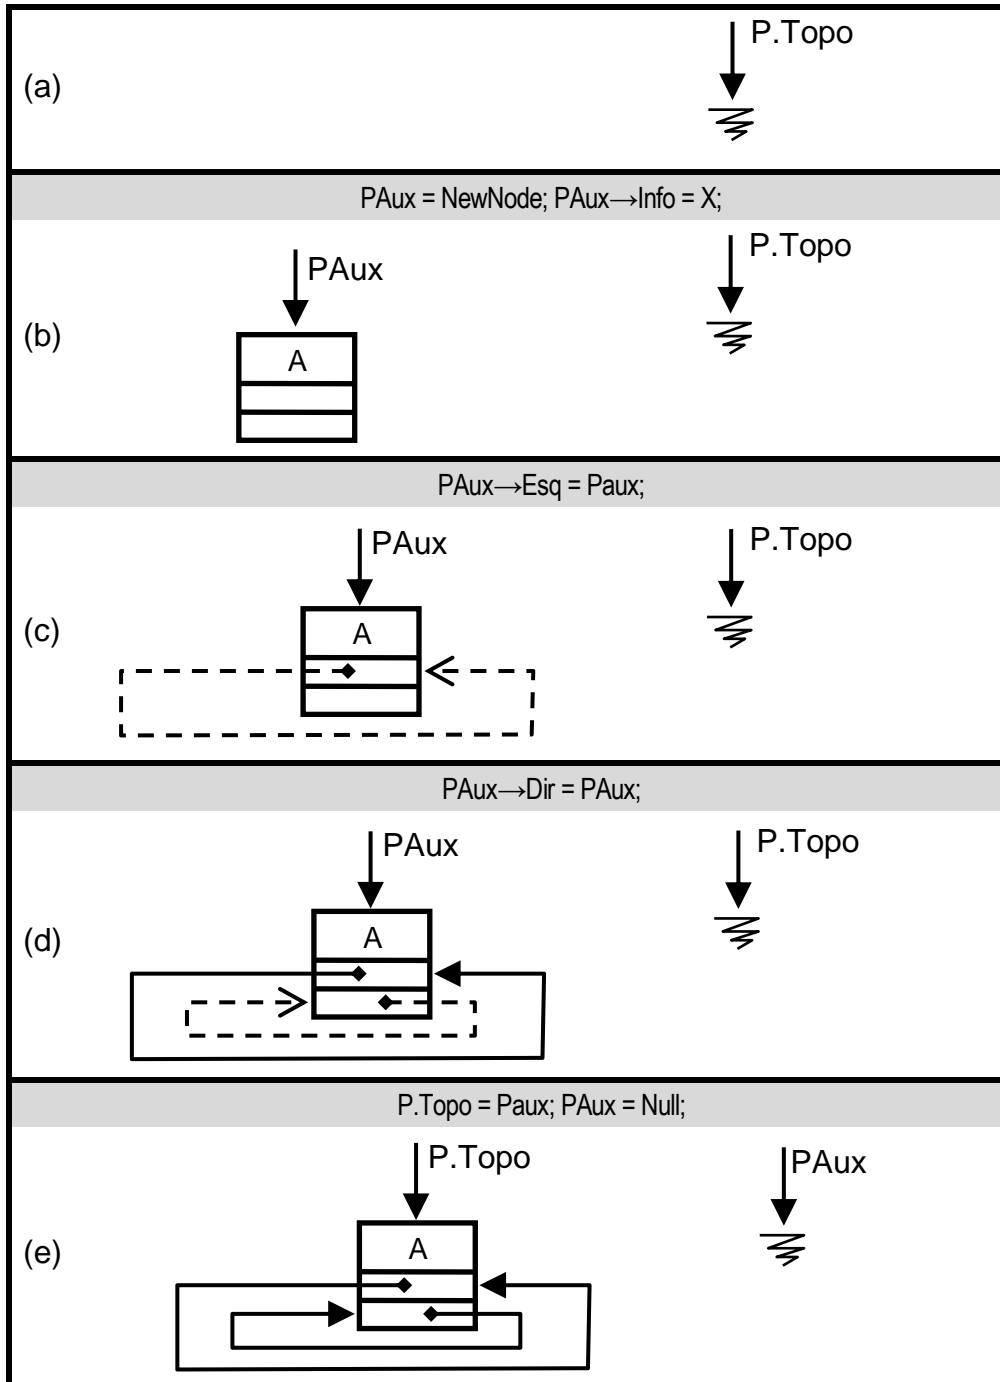 P.Topo
(a)
PAux = NewNode; PAux→Info = X;
P.Topo
PAux
(b)
A
PAux→Esq = Paux;
PAux
P.Topo
(c)
A
PAux→Dir = PAux;
PAux
P.Topo
(d)
A
P.Topo = Paux; PAux = Null;
P.Topo
PAux
(e)
A